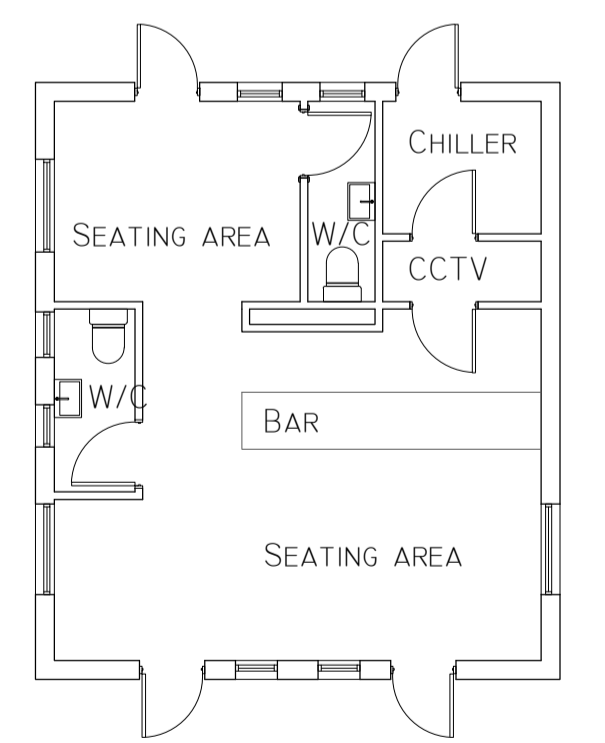 Chiller
Seating area
W/C
CCTV
W/C
Bar
Seating area